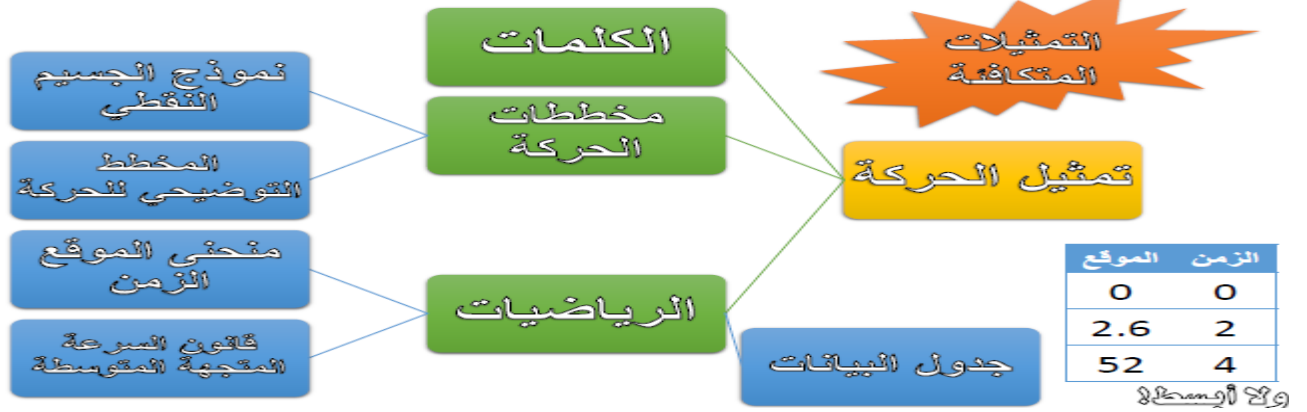 التمثيلات
المتكافئة
تمثيل الحركة
الكلمات
مخططات
الحركة
نموذج الجسيم
النقطي
المخطط
التوضيحي للحركة
الرياضيات
منحنى الموقع
الزمن
قانون السرعة
المتجهة المتوسطة
جدول البيانات
الزمن الموقع
0 0
2 2.6
4 52
ولا أبسط!